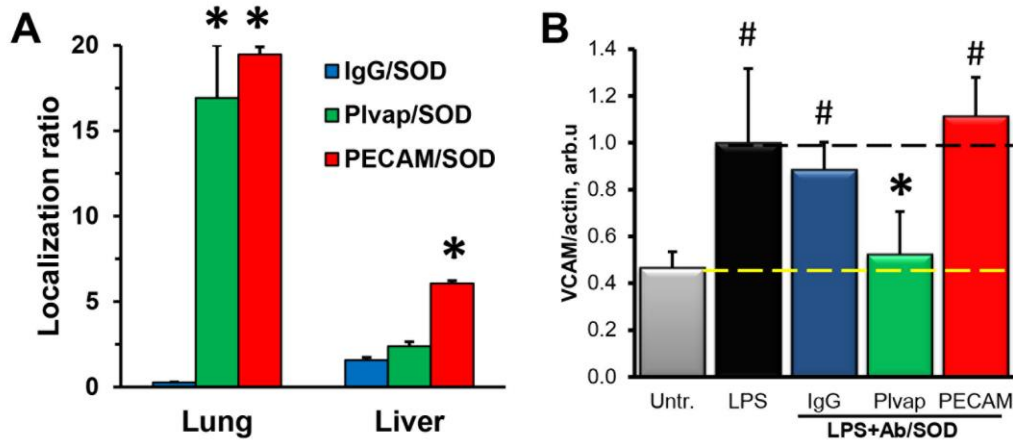 A
Localization ratio
20
15
10
5
0
* *
*
IgG/SOD
Plvap/SOD
PECAM/SOD
Lung Liver
B
VCAM/actin, arb.u
1.4
1.2
1.0
0.8
0.6
0.4
0.2
0.0
# # * #
Untr. LPS IgG Plvap PECAM
LPS+Ab/SOD